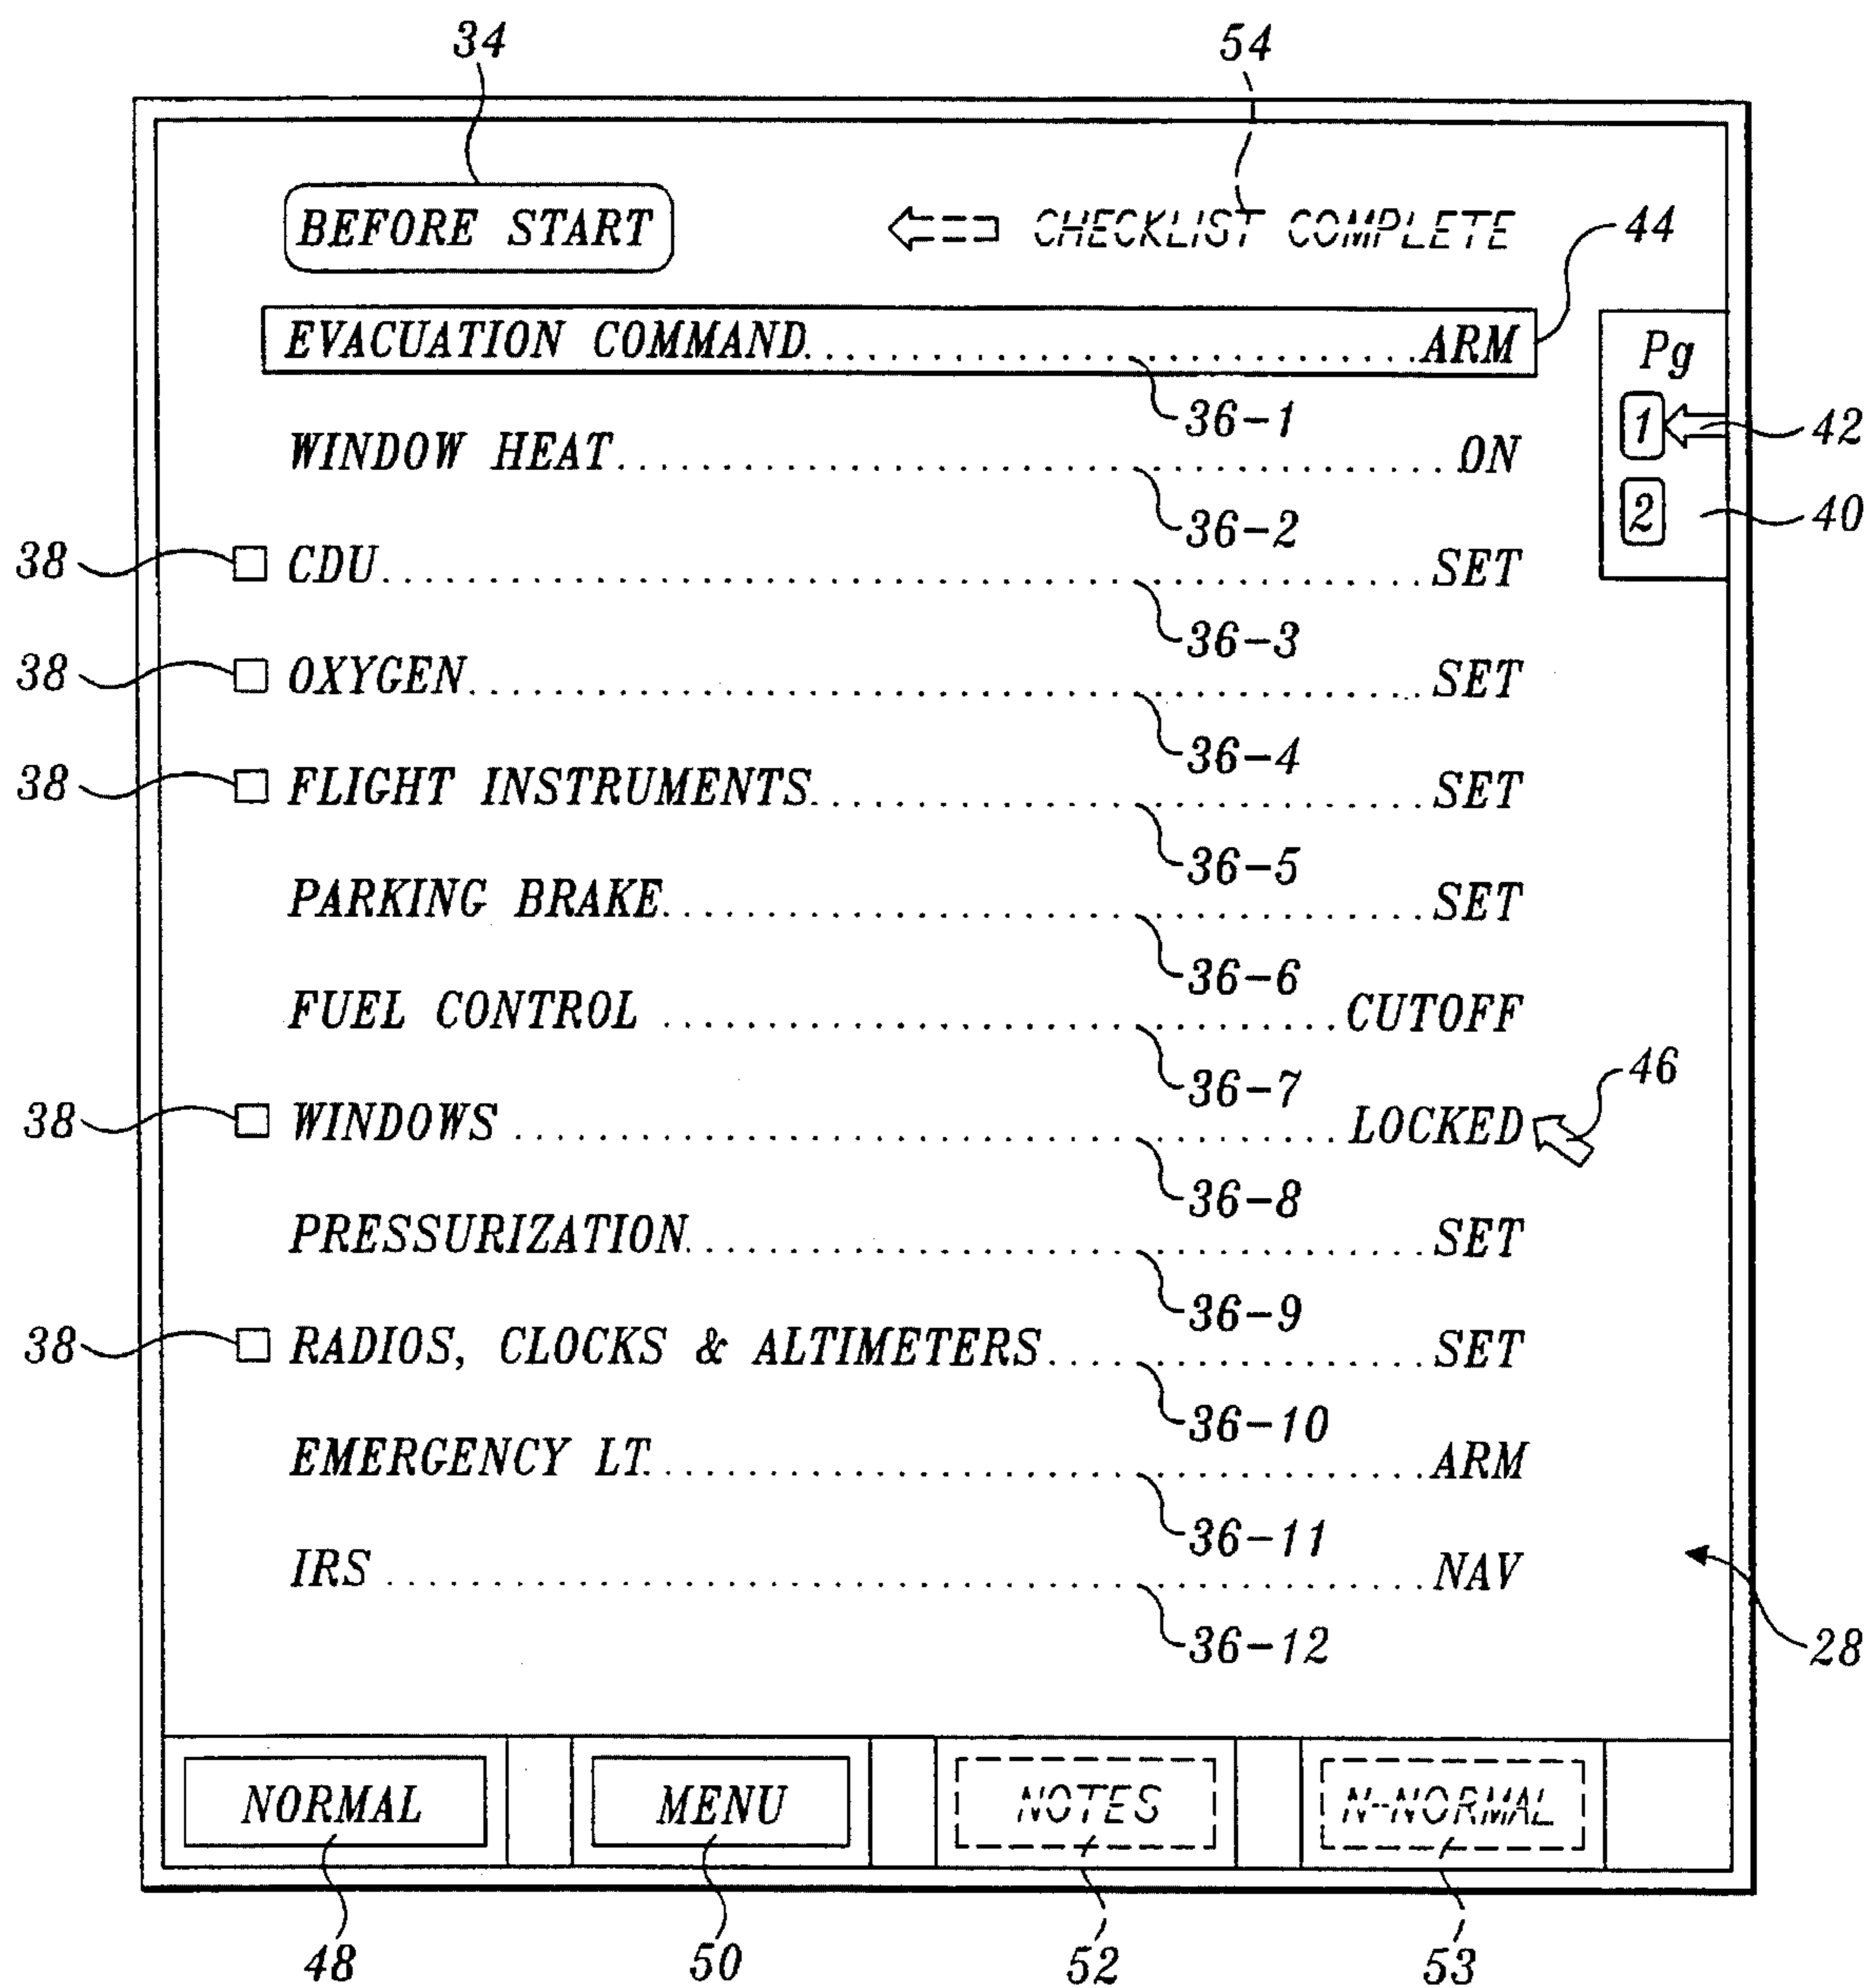 34 54
BEFORE START CHECKLIST COMPLETE
44
EVACUATION COMMAND........................ARM
Pg
36-1
1 42
WINDOW HEAT................................ON
2 40
36-2
38 CDU.......................................SET
36-3
38 OXYGEN....................................SET
36-4
38 FLIGHT INSTRUMENTS.......................SET
36-5
PARKING BRAKE.............................SET
36-6
FUEL CONTROL ..........................CUTOFF
36-7 46
38 WINDOWS ...............................LOCKED
36-8
PRESSURIZATION............................SET
36-9
38 RADIOS, CLOCKS & ALTIMETERS...............SET
36-10
EMERGENCY LT..............................ARM
36-11
IRS .......................................NAV
36-12 28
NORMAL MENU NOTES N-NORMAL
48 50 52 53